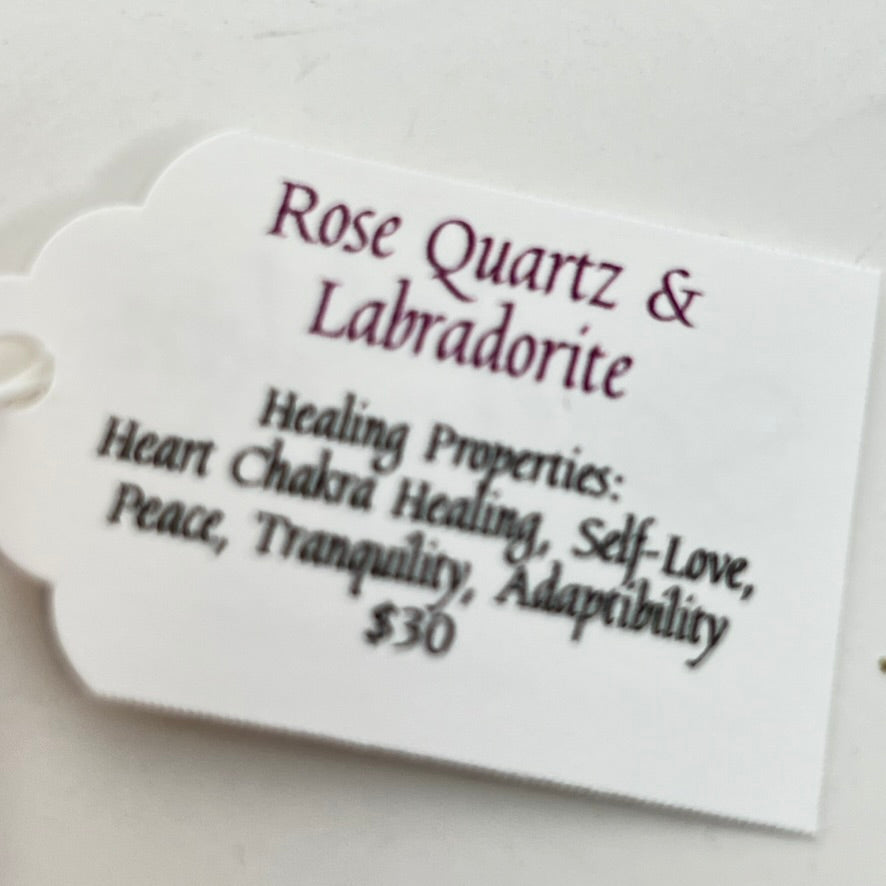 Rose Quartz &
Labradorite
Healing Properties:
Heart Chakra Healing, Self-Love,
Peace, Tranquility, Adaptibility
$30